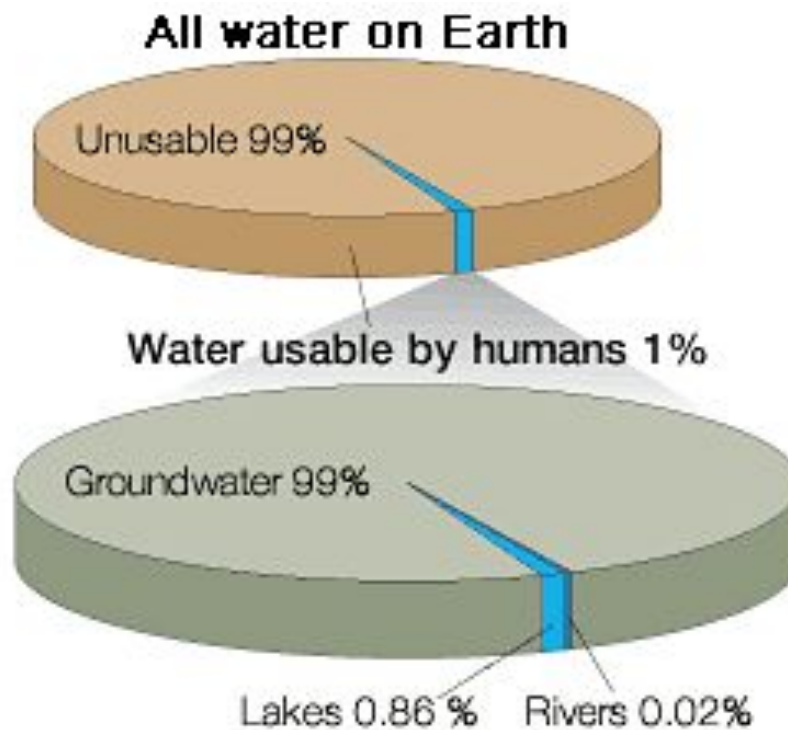 All water on Earth
Unusable 99%
Water usable by humans 1%
Groundwater 99%
Lakes 0.86 %
Rivers 0.02%